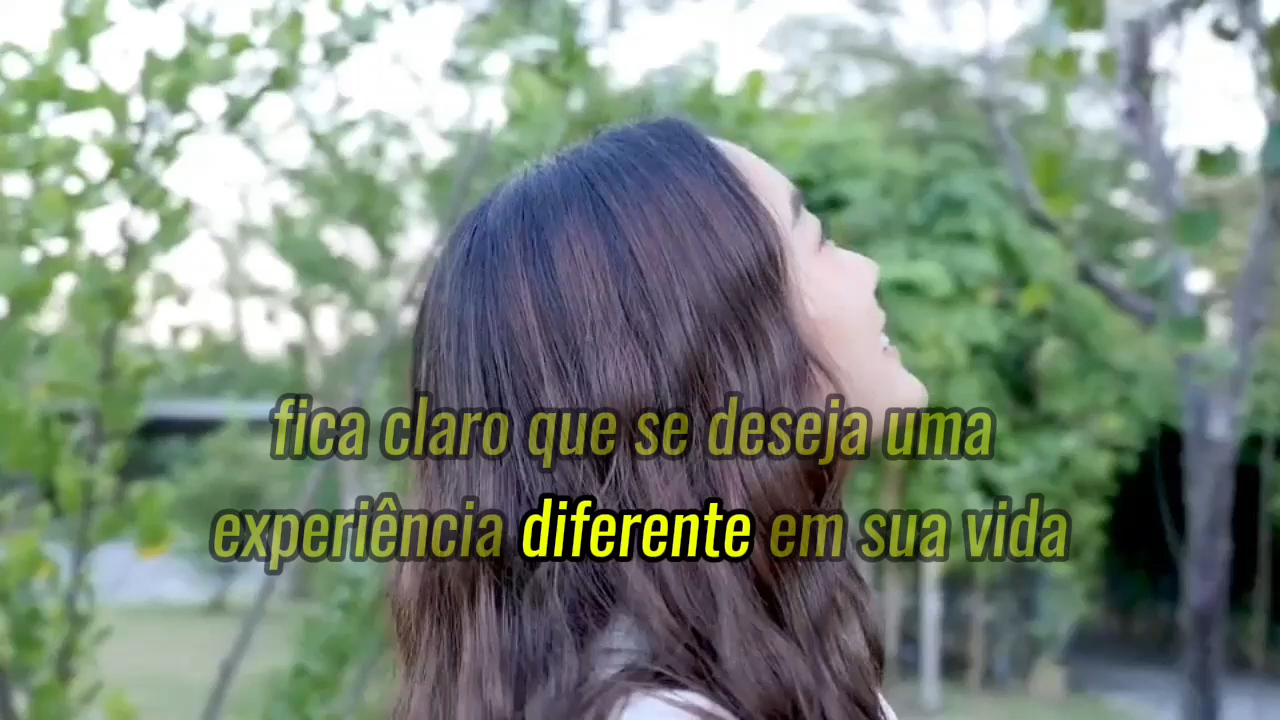 fica claro que se deseja uma
experiência diferente em sua vida